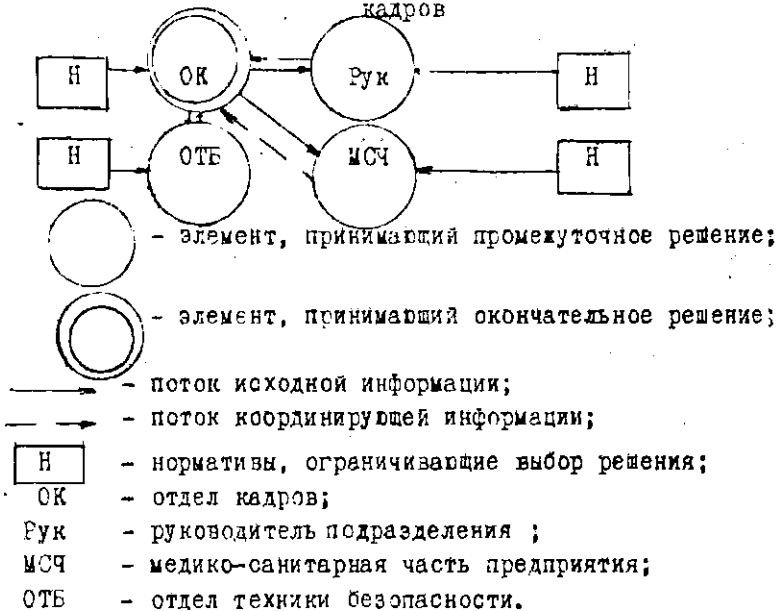 кадров
Н ОК Рук Н
Н ОТБ МСЧ Н
- элемент, принимающий промежуточное решение;
- элемент, принимающий окончательное решение;
- поток исходной информации;
- поток координирующей информации;
Н - нормативы, ограничивающие выбор решения;
ОК - отдел кадров;
Рук - руководитель подразделения ;
МСЧ - медико-санитарная часть предприятия;
ОТБ - отдел техники безопасности.